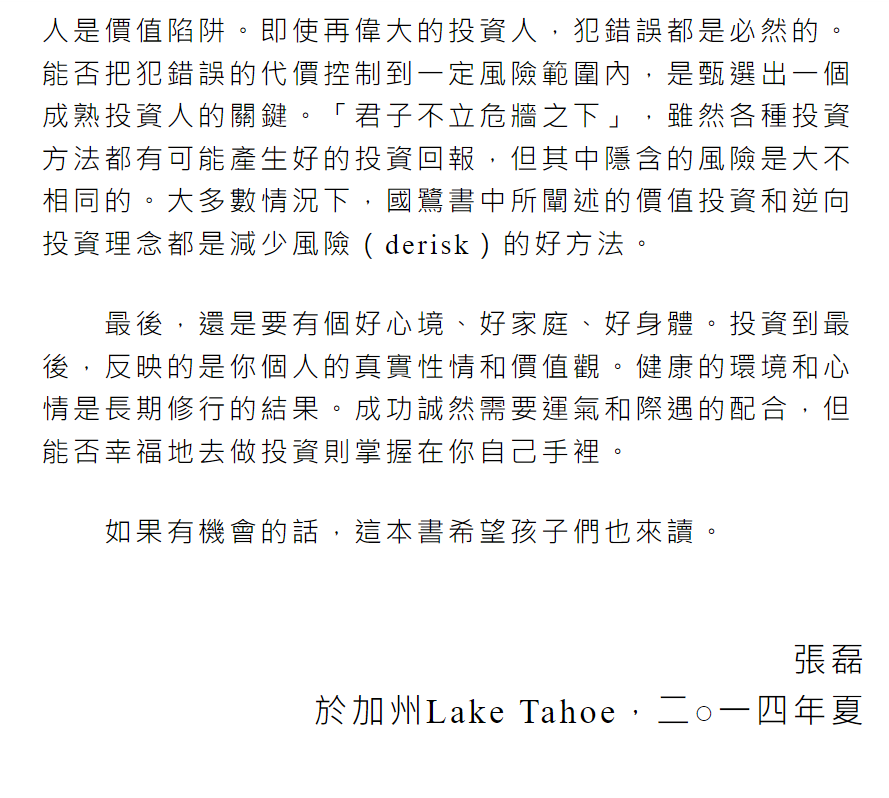 人是價值陷阱。即使再偉大的投資人，犯錯誤都是必然的。
能否把犯錯誤的代價控制到一定風險範圍內，是甄選出一個
成熟投資人的關鍵。「君子不立危牆之下」，雖然各種投資
方法都有可能產生好的投資回報，但其中隱含的風險是大不
相同的。大多數情況下，國鷺書中所闡述的價值投資和逆向
投資理念都是減少風險（derisk）的好方法。
最後，還是要有個好心境、好家庭、好身體。投資到最
後，反映的是你個人的真實性情和價值觀。健康的環境和心
情是長期修行的結果。成功誠然需要運氣和際遇的配合，但
能否幸福地去做投資則掌握在你自己手裡。
如果有機會的話，這本書希望孩子們也來讀。
張磊
於加州Lake Tahoe，二○一四年夏